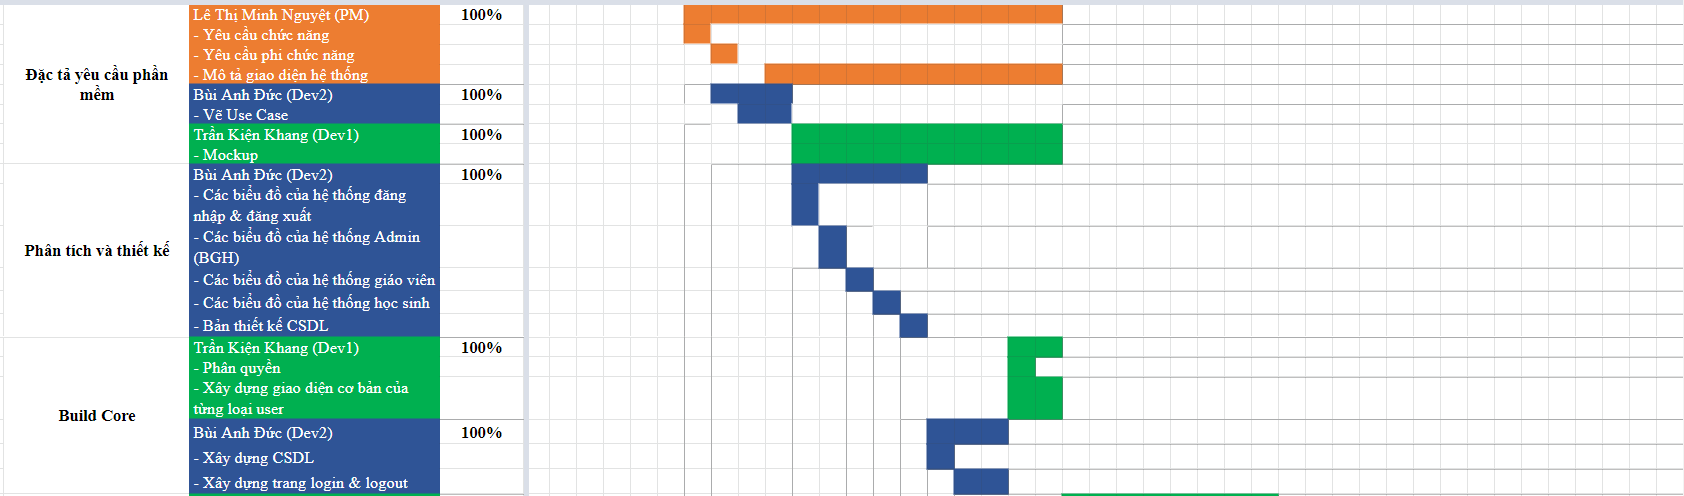 Đặc tả yêu cầu phần
mềm
Lê Thị Minh Nguyệt (PM)
100%
- Yêu cầu chức năng
- Yêu cầu phi chức năng
- Mô tả giao diện hệ thống
Bùi Anh Đức (Dev2)
100%
- Vẽ Use Case
Trần Kiện Khang (Dev1)
100%
- Mockup
Phân tích và thiết kế
Bùi Anh Đức (Dev2)
100%
- Các biểu đồ của hệ thống đăng
nhập & đăng xuất
- Các biểu đồ của hệ thống Admin
(BGH)
- Các biểu đồ của hệ thống giáo viên
- Các biểu đồ của hệ thống học sinh
- Bản thiết kế CSDL
Build Core
Trần Kiện Khang (Dev1)
100%
- Phân quyền
- Xây dựng giao diện cơ bản của
từng loại user
Bùi Anh Đức (Dev2)
100%
- Xây dựng CSDL
- Xây dựng trang login & logout